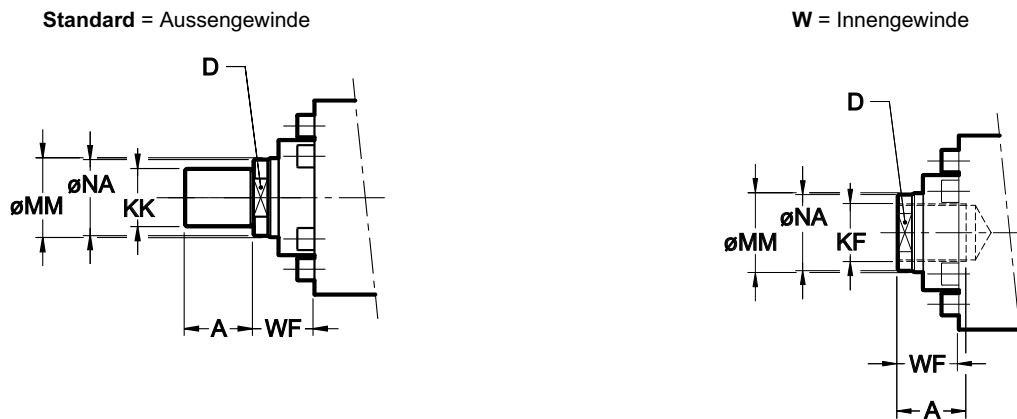 Standard = Aussengewinde
D
øMM
øNA
KK
A
WF
W = Innengewinde
D
øMM
øNA
KF
WF
A